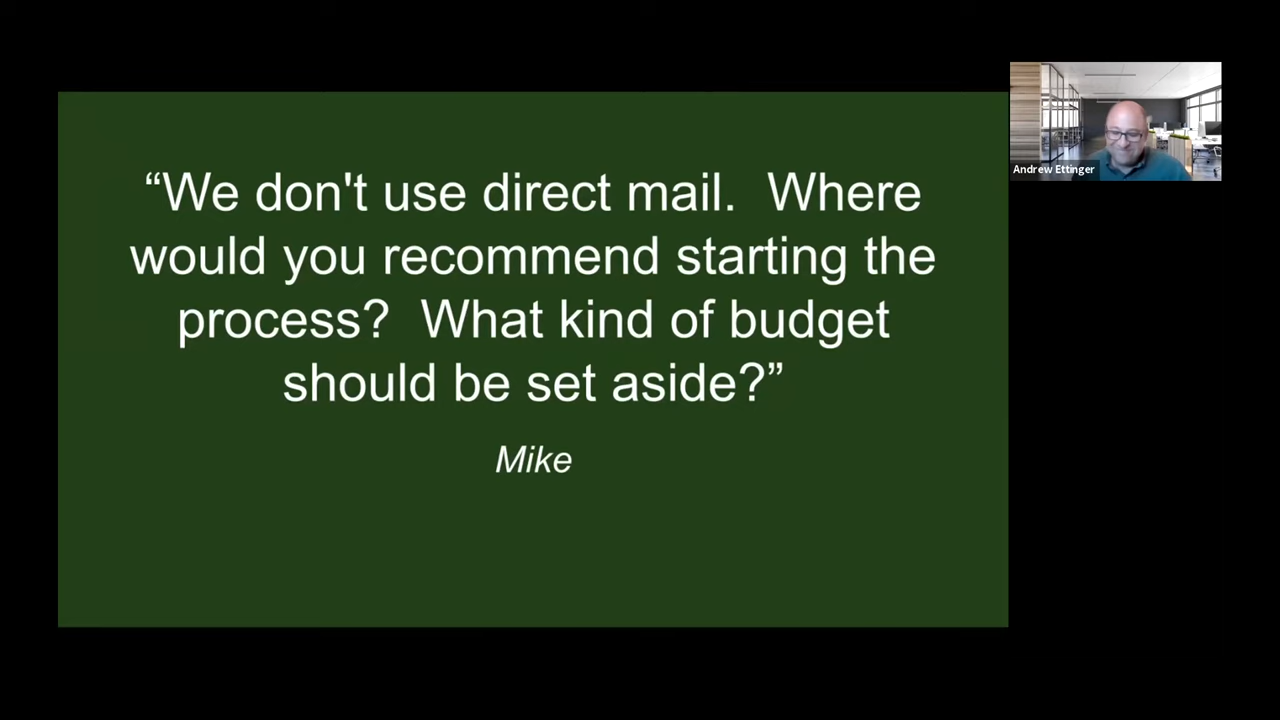 “We don't use direct mail.  Where
would you recommend starting the
process?  What kind of budget
should be set aside?”
Mike
Andrew Ettinger